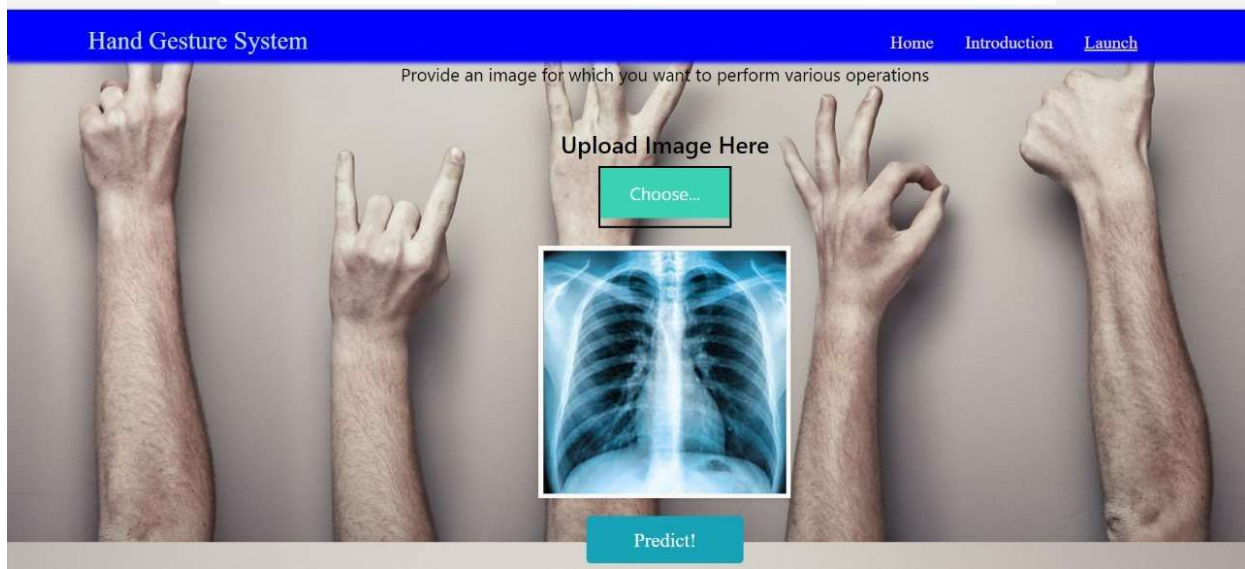 Hand Gesture System
Home Introduction Launch
Provide an image for which you want to perform various operations
Upload Image Here
Choose...
Predict!